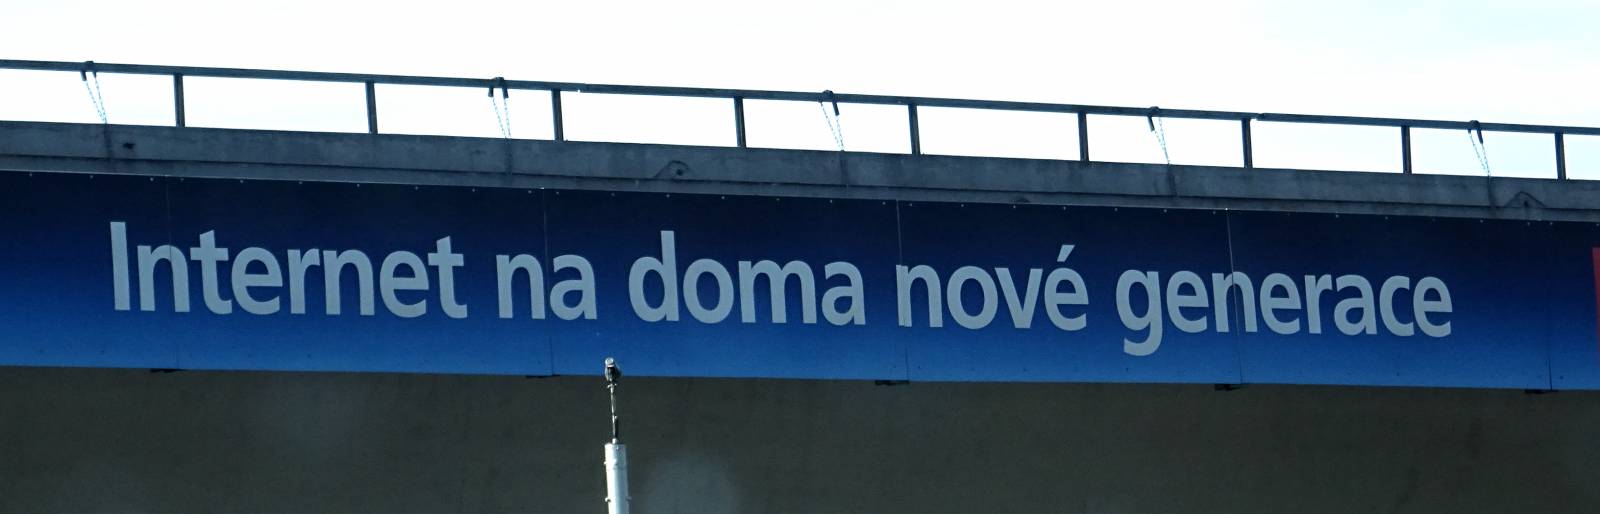 Internet na doma nové generace